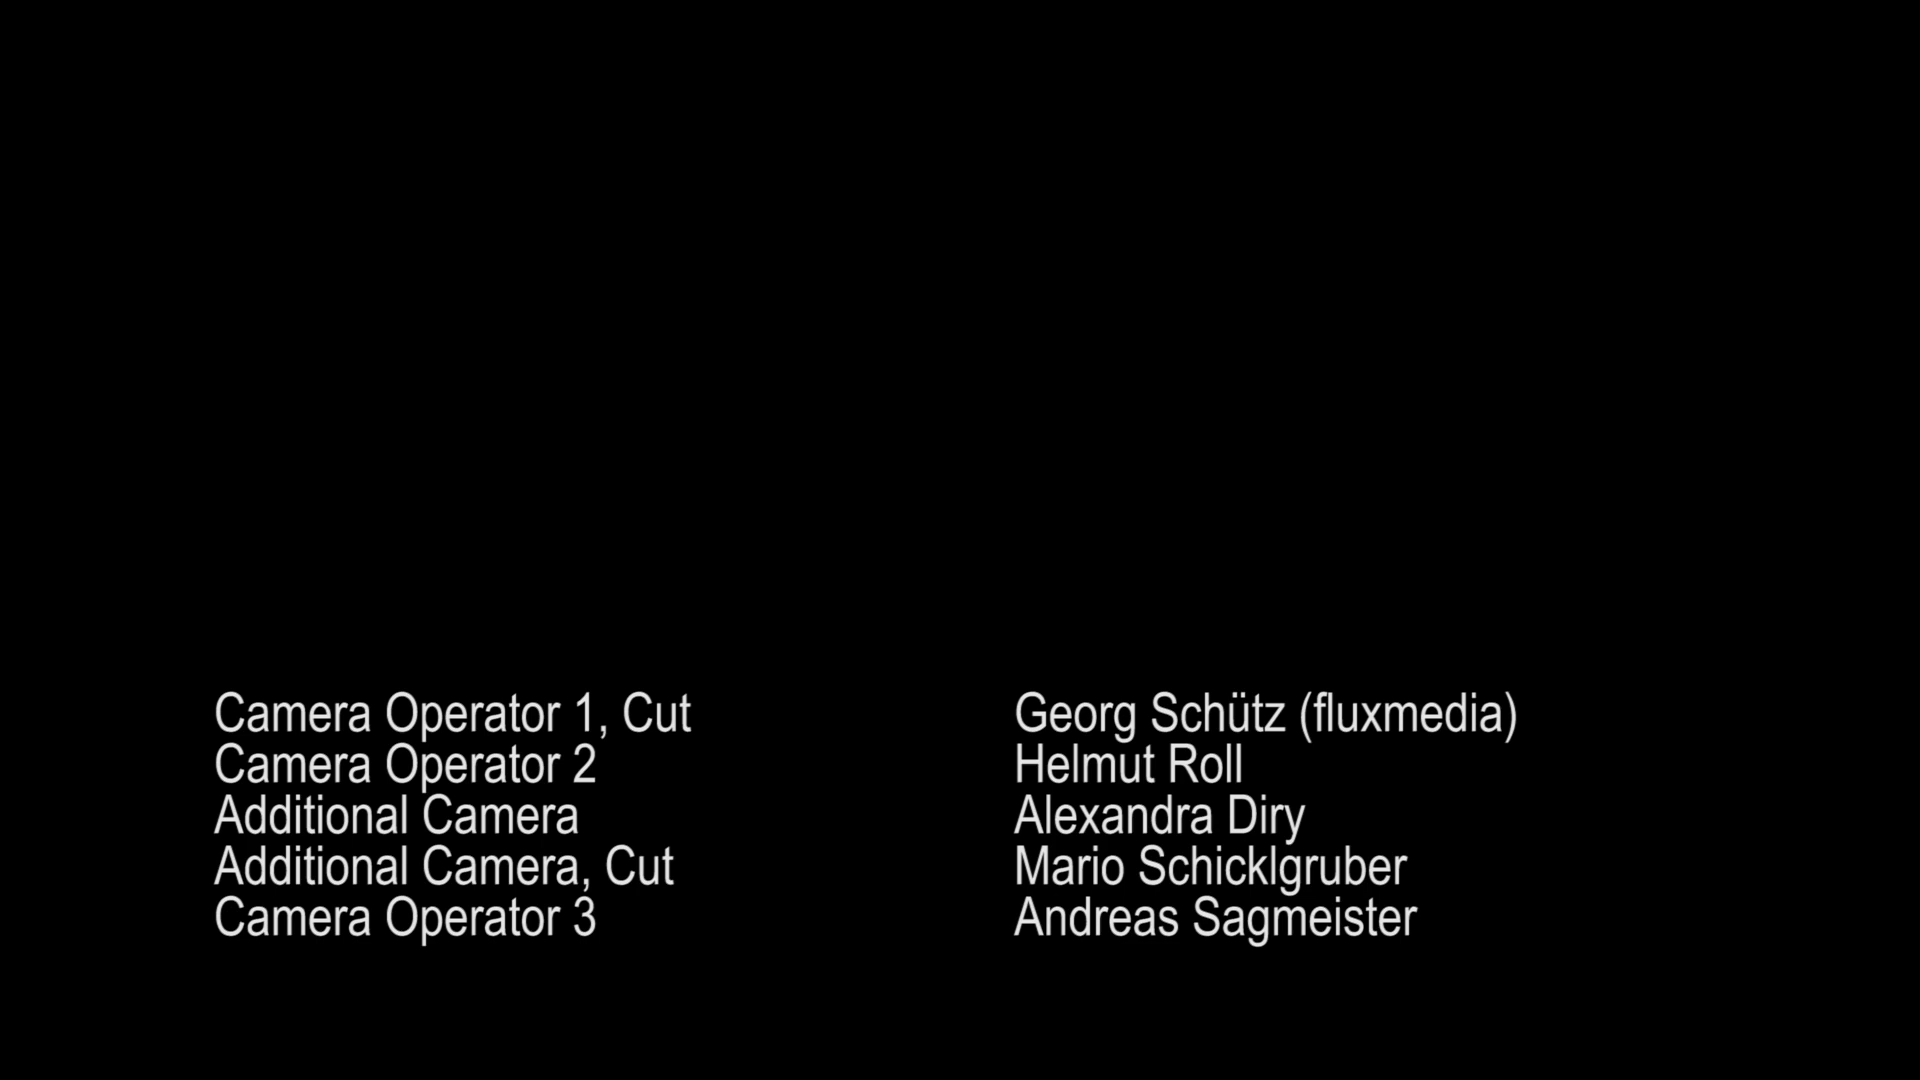 Camera Operator 1, Cut Georg Schütz (fluxmedia)
Camera Operator 2 Helmut Roll
Additional Camera Alexandra Diry
Additional Camera, Cut Mario Schicklgruber
Camera Operator 3 Andreas Sagmeister